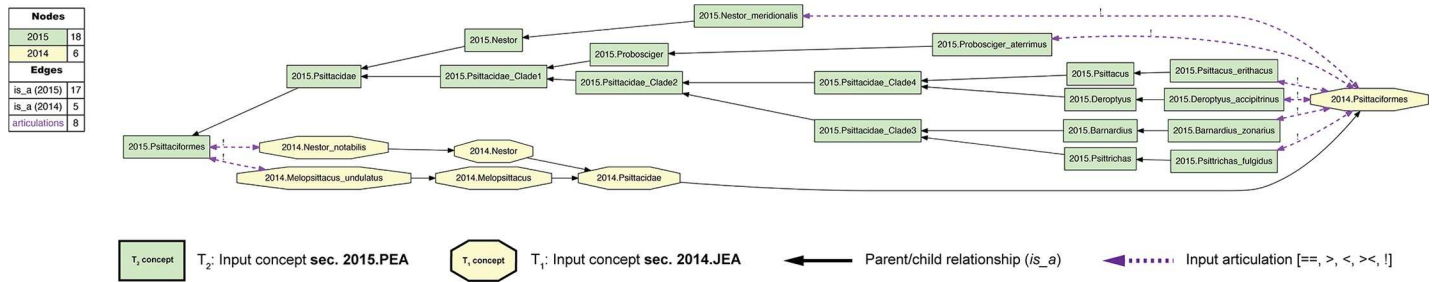 Nodes
2015 18
2014 6
Edges
is_a (2015) 17
is_a (2014) 5
articulations 8
2015.Nestor_meridionalis
!
2015.Nestor
!
2015.Probosciger_aterrimus
2015.Probosciger
2015.Psittacidae
2015.Psittacidae_Clade1
2015.Psittacidae_Clade2
2015.Psittacidae_Clade4
2015.Psittacus
2015.Psittacus_erithacus
!
2015.Deroptyus
2015.Deroptyus_accipitrinus
!
2014.Psittaciformes
2015.Psittacidae_Clade3
2015.Barnardius
2015.Barnardius_zonarius
!
2015.Psittrichas
2015.Psittrichas_fulgidus
!
2015.Psittaciformes
!
!
2014.Nestor_notabilis
2014.Nestor
2014.Melopsittacus_undulatus
2014.Melopsittacus
2014.Psittacidae
T2 concept
T2: Input concept sec. 2015.PEA
T1 concept
T1: Input concept sec. 2014.JEA
Parent/child relationship (is_a)
Input articulation [==, >, <, ><, !]